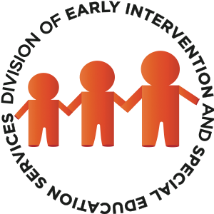 DIVISION OF EARLY INTERVENTION AND SPECIAL EDUCATION SERVICES